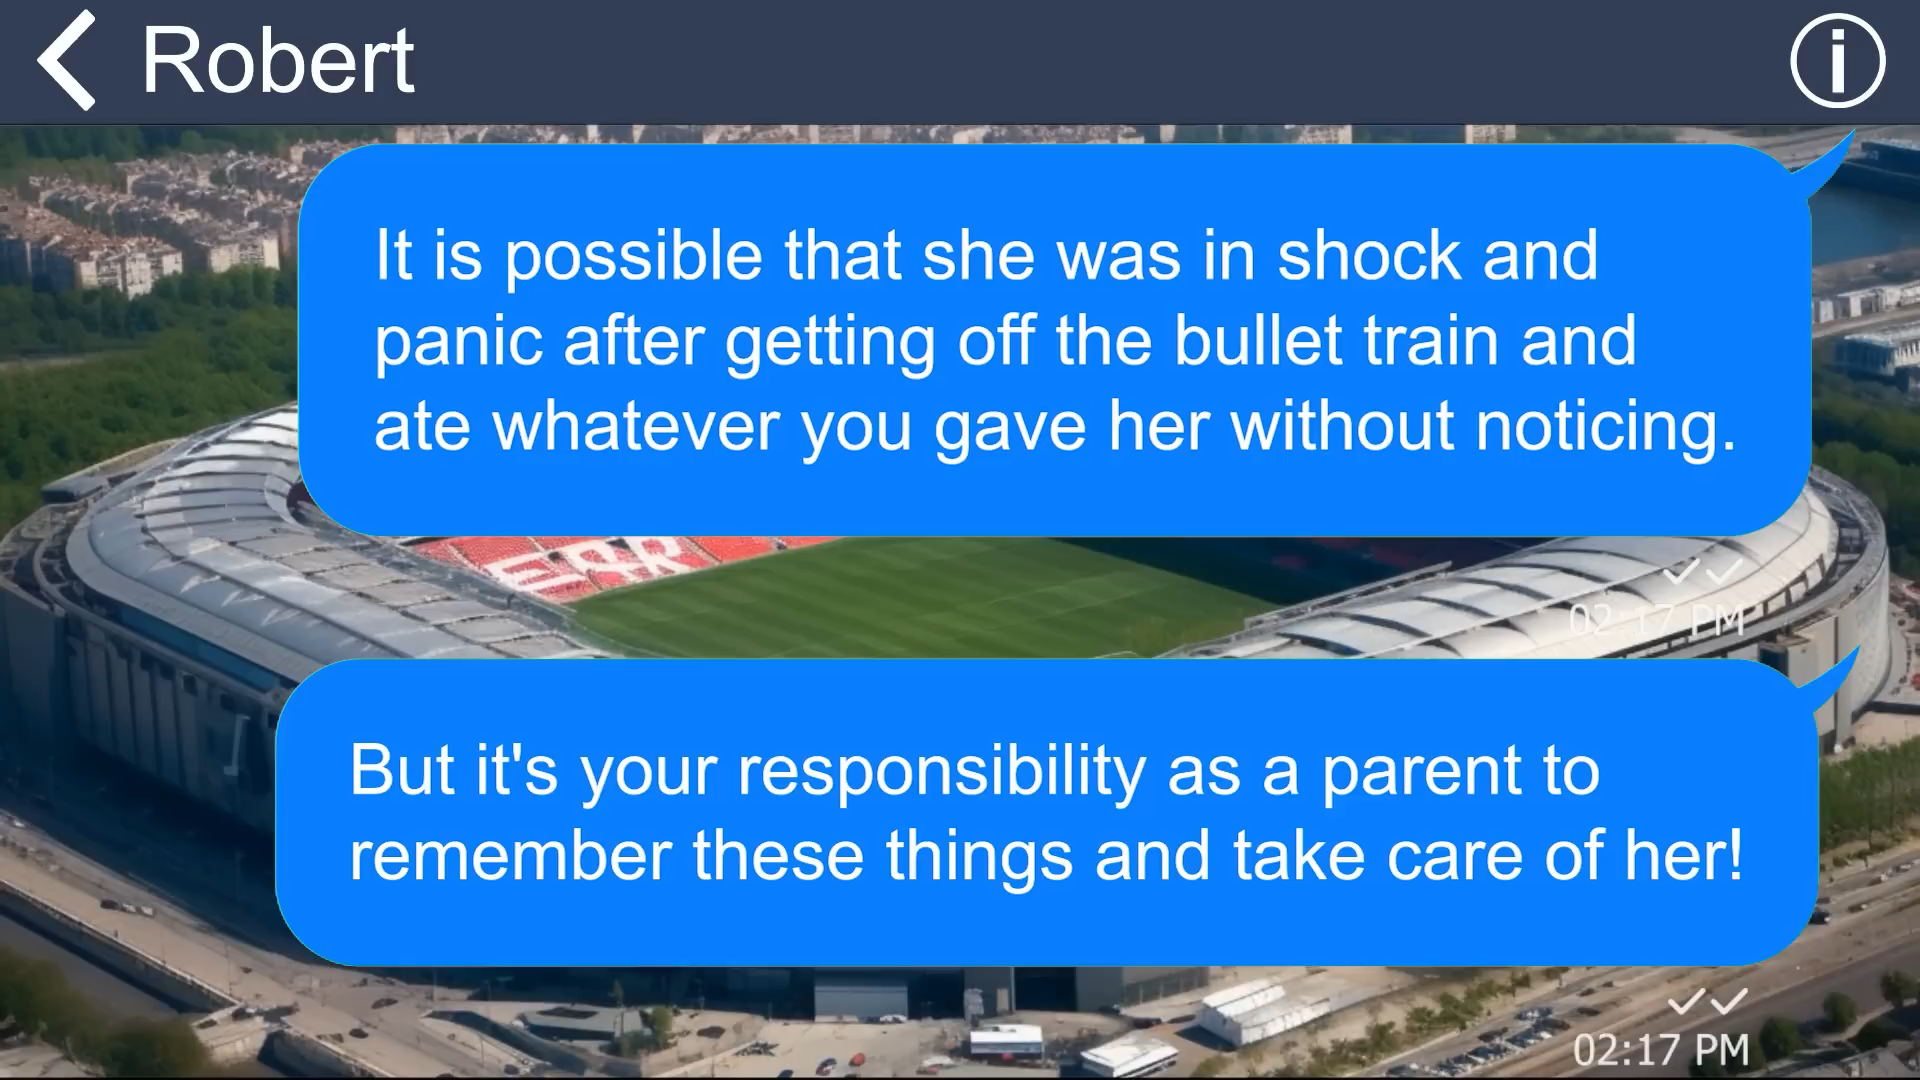 Robert
It is possible that she was in shock and
panic after getting off the bullet train and
ate whatever you gave her without noticing.
02:17 PM
But it's your responsibility as a parent to
remember these things and take care of her!
02:17 PM